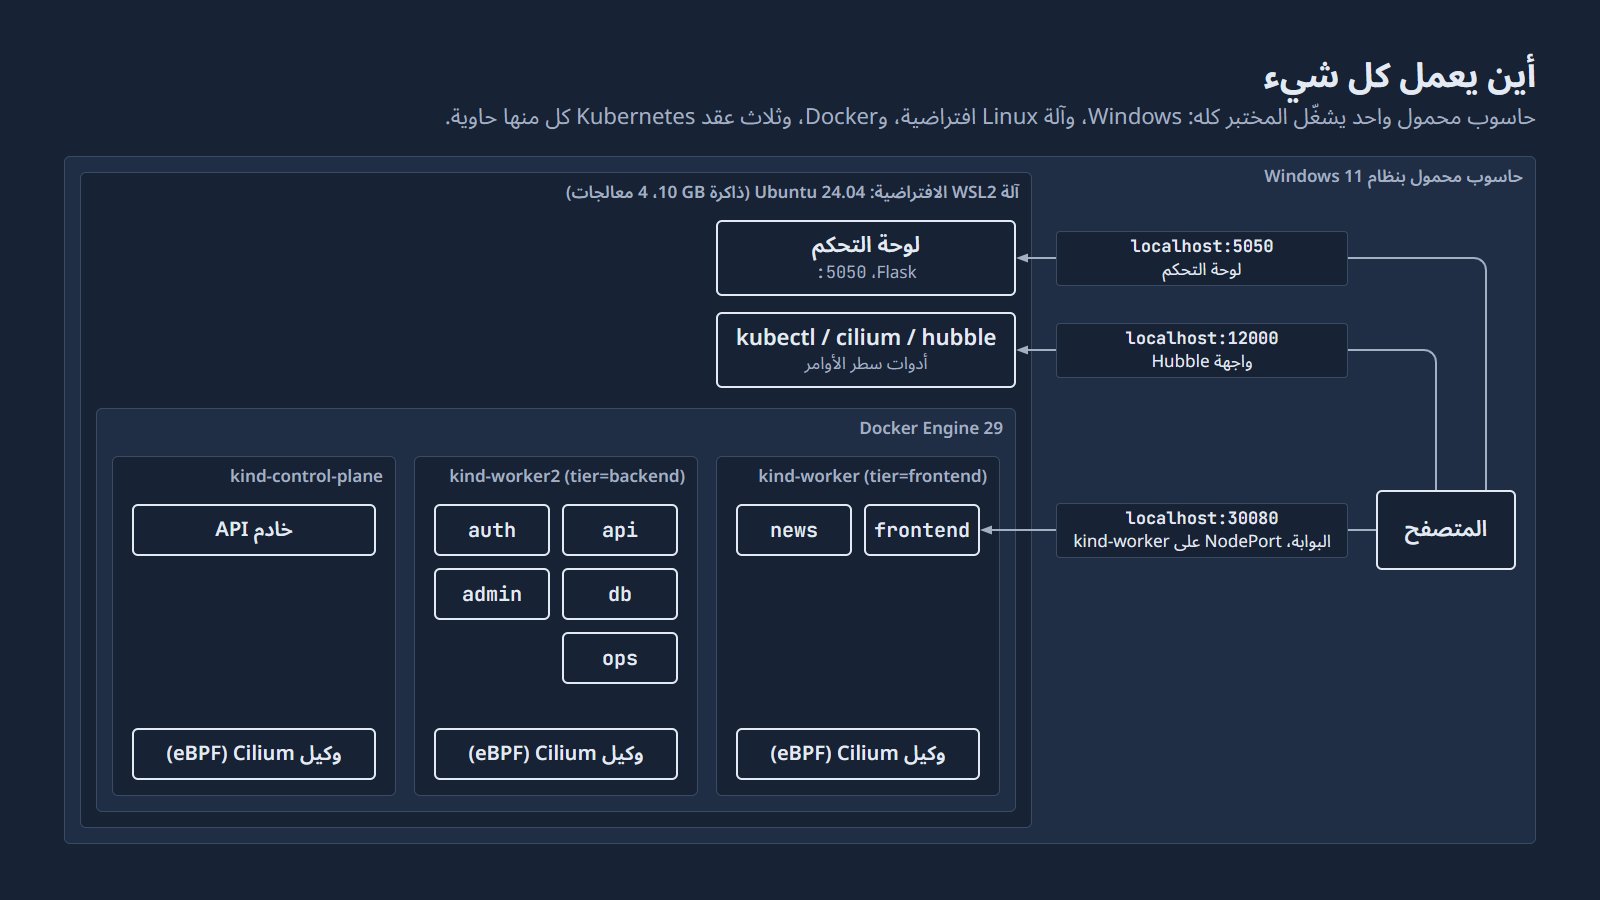 أين يعمل كل شيء
حاسوب محمول واحد يشغّل المختبر كله: Windows، وآلة Linux افتراضية، وDocker، وثلاث عقد Kubernetes كل منها حاوية.
حاسوب محمول بنظام Windows 11
آلة WSL2 الافتراضية: Ubuntu 24.04 (ذاكرة 10 GB، 4 معالجات)
localhost:5050
لوحة التحكم
لوحة التحكم
Flask، :5050
localhost:12000
واجهة Hubble
kubectl / cilium / hubble
أدوات سطر الأوامر
المتصفح
localhost:30080
البوابة، NodePort على kind-worker
Docker Engine 29
kind-worker (tier=frontend)
frontend
news
وكيل Cilium (eBPF)
kind-worker2 (tier=backend)
api
auth
db
admin
ops
وكيل Cilium (eBPF)
kind-control-plane
خادم API
وكيل Cilium (eBPF)